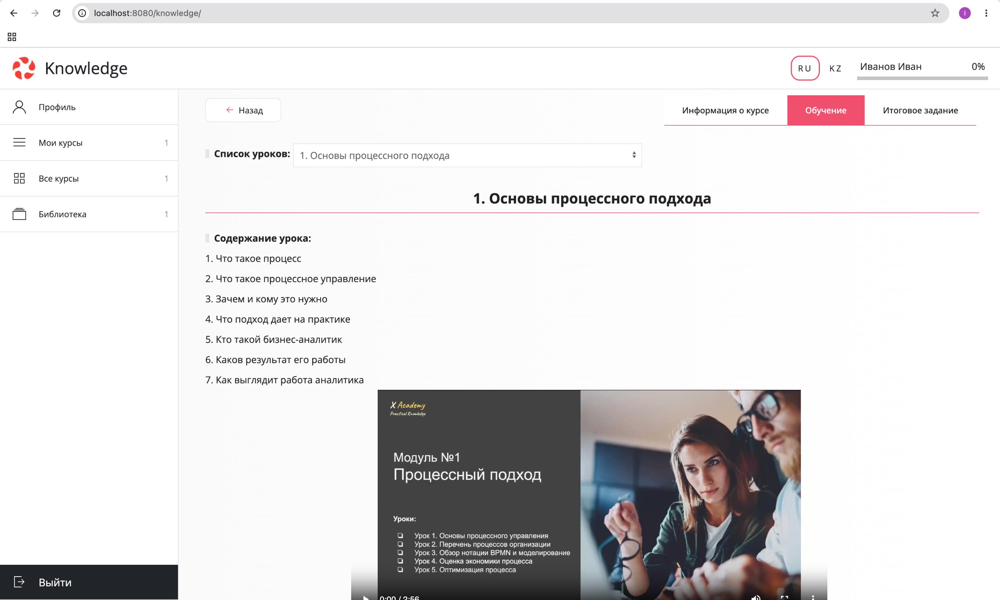 localhost:8080/knowledge/
I
Knowledge
RU KZ Иванов Иван 0%
Профиль
Мои курсы 1
Все курсы 1
Библиотека 1
Выйти
Назад
Информация о курсе Обучение Итоговое задание
Список уроков: 1. Основы процессного подхода
1. Основы процессного подхода
Содержание урока:
1. Что такое процесс
2. Что такое процессное управление
3. Зачем и кому это нужно
4. Что подход дает на практике
5. Кто такой бизнес-аналитик
6. Каков результат его работы
7. Как выглядит работа аналитика
X Academy
Practical Knowledge
Модуль №1
Процессный подход
Уроки:
Урок 1. Основы процессного управления
Урок 2. Перечень процессов организации
Урок 3. Обзор нотации BPMN и моделирование
Урок 4. Оценка экономики процесса
Урок 5. Оптимизация процесса
0:00 / 2:56